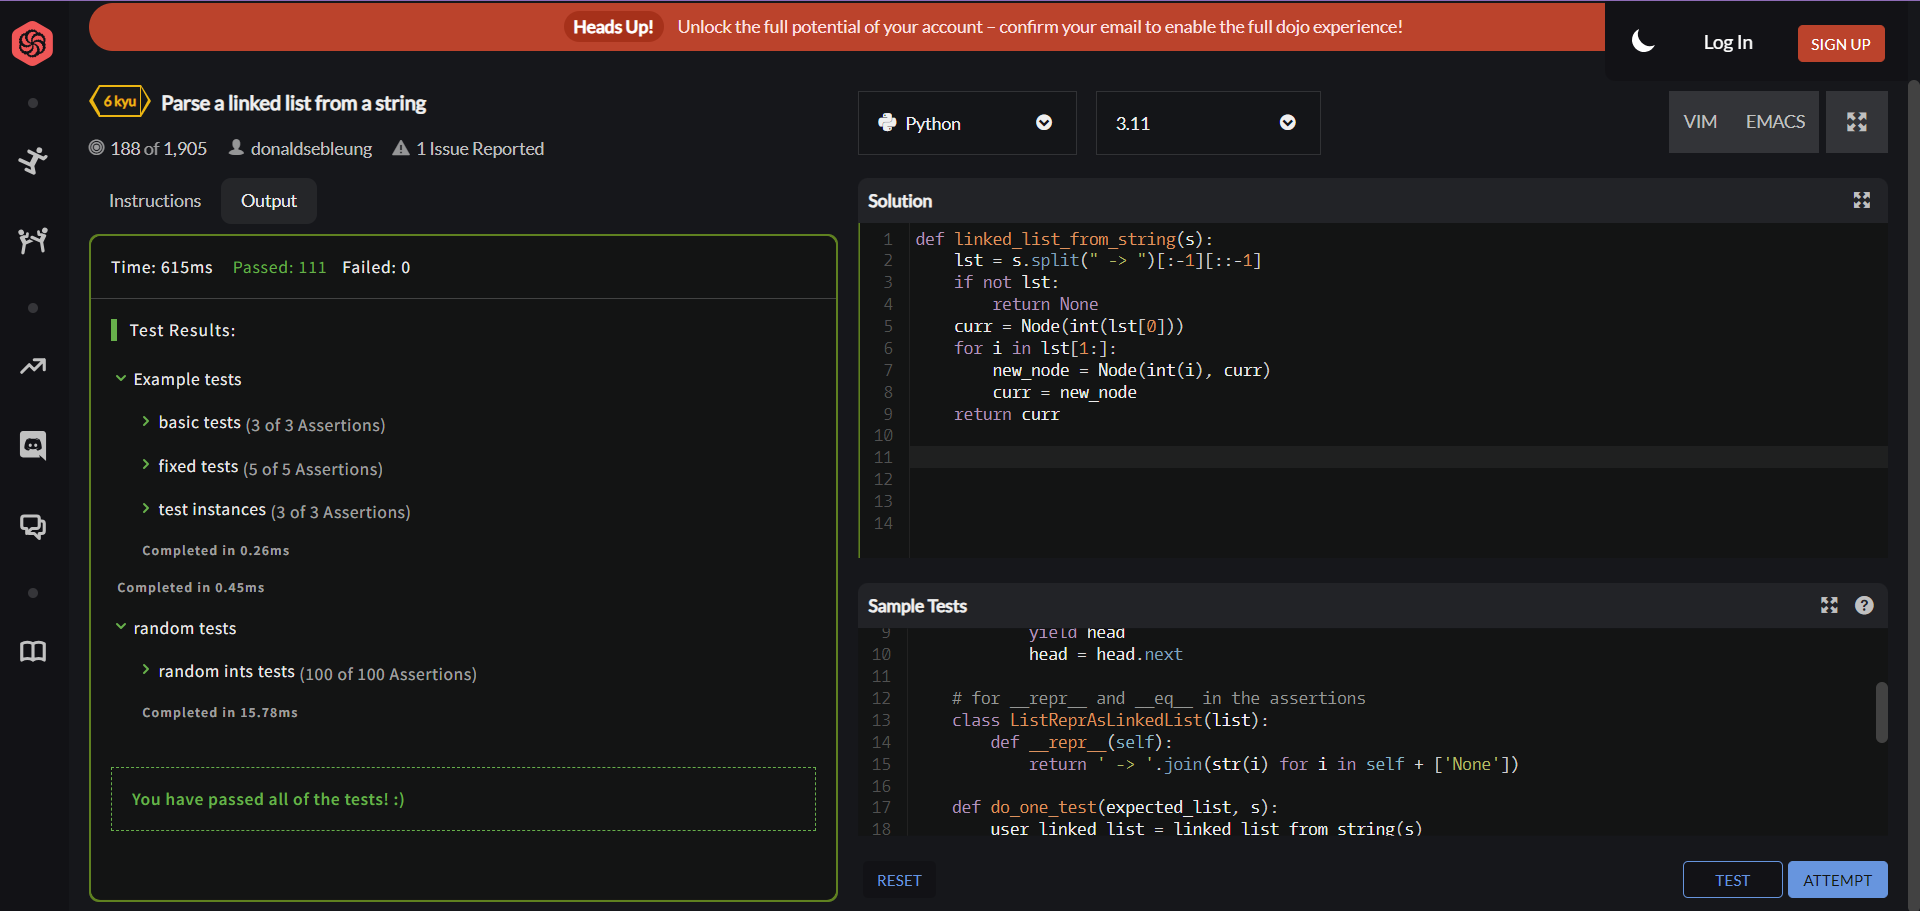 Heads Up! Unlock the full potential of your account – confirm your email to enable the full dojo experience!
Log In
SIGN UP
6 kyu
Parse a linked list from a string
188 of 1,905
donaldsebleung
1 Issue Reported
Python
3.11
VIM
EMACS
Instructions
Output
Time: 615ms Passed: 111 Failed: 0
Test Results:
Example tests
basic tests (3 of 3 Assertions)
fixed tests (5 of 5 Assertions)
test instances (3 of 3 Assertions)
Completed in 0.26ms
Completed in 0.45ms
random tests
random ints tests (100 of 100 Assertions)
Completed in 15.78ms
You have passed all of the tests! :)
Solution
1 def linked_list_from_string(s):
2     lst = s.split(" -> ")[:-1][::-1]
3     if not lst:
4         return None
5     curr = Node(int(lst[0]))
6     for i in lst[1:]:
7         new_node = Node(int(i), curr)
8         curr = new_node
9     return curr
10
11
12
13
14
Sample Tests
9             yield head
10             head = head.next
11
12     # for __repr__ and __eq__ in the assertions
13     class ListReprAsLinkedList(list):
14         def __repr__(self):
15             return ' -> '.join(str(i) for i in self + ['None'])
16
17     def do_one_test(expected_list, s):
18         user_linked_list = linked_list_from_string(s)
RESET
TEST
ATTEMPT